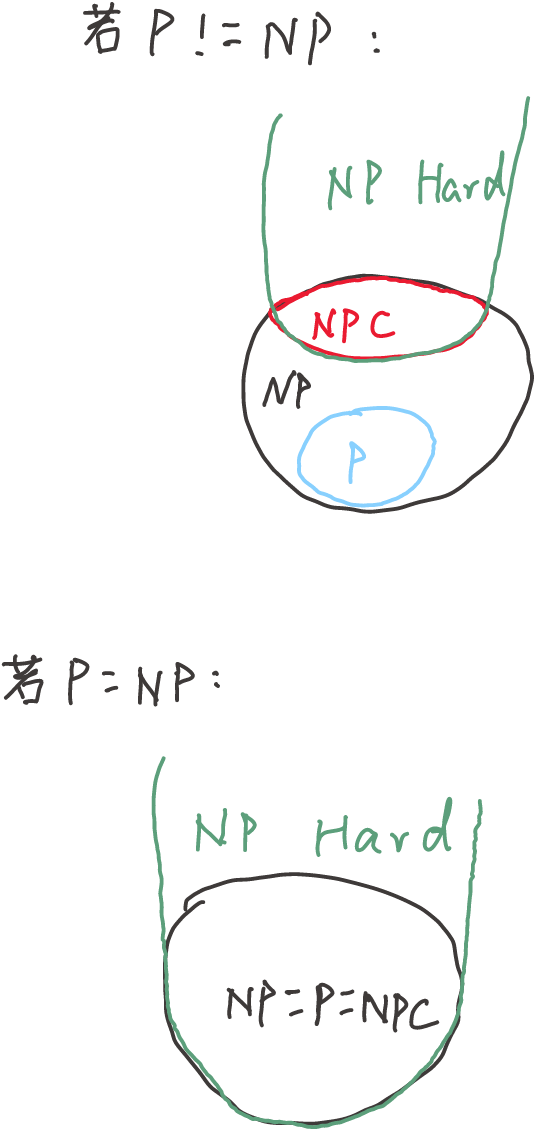 若 P != NP :
NP Hard
NPC
NP
P
若 P = NP :
NP Hard
NP=P=NPC